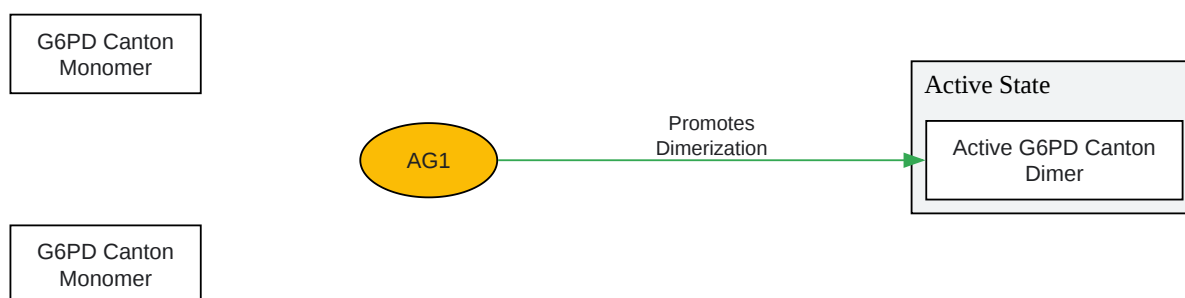 G6PD Canton
Monomer
AG1
Promotes
Dimerization
Active State
Active G6PD Canton
Dimer
G6PD Canton
Monomer